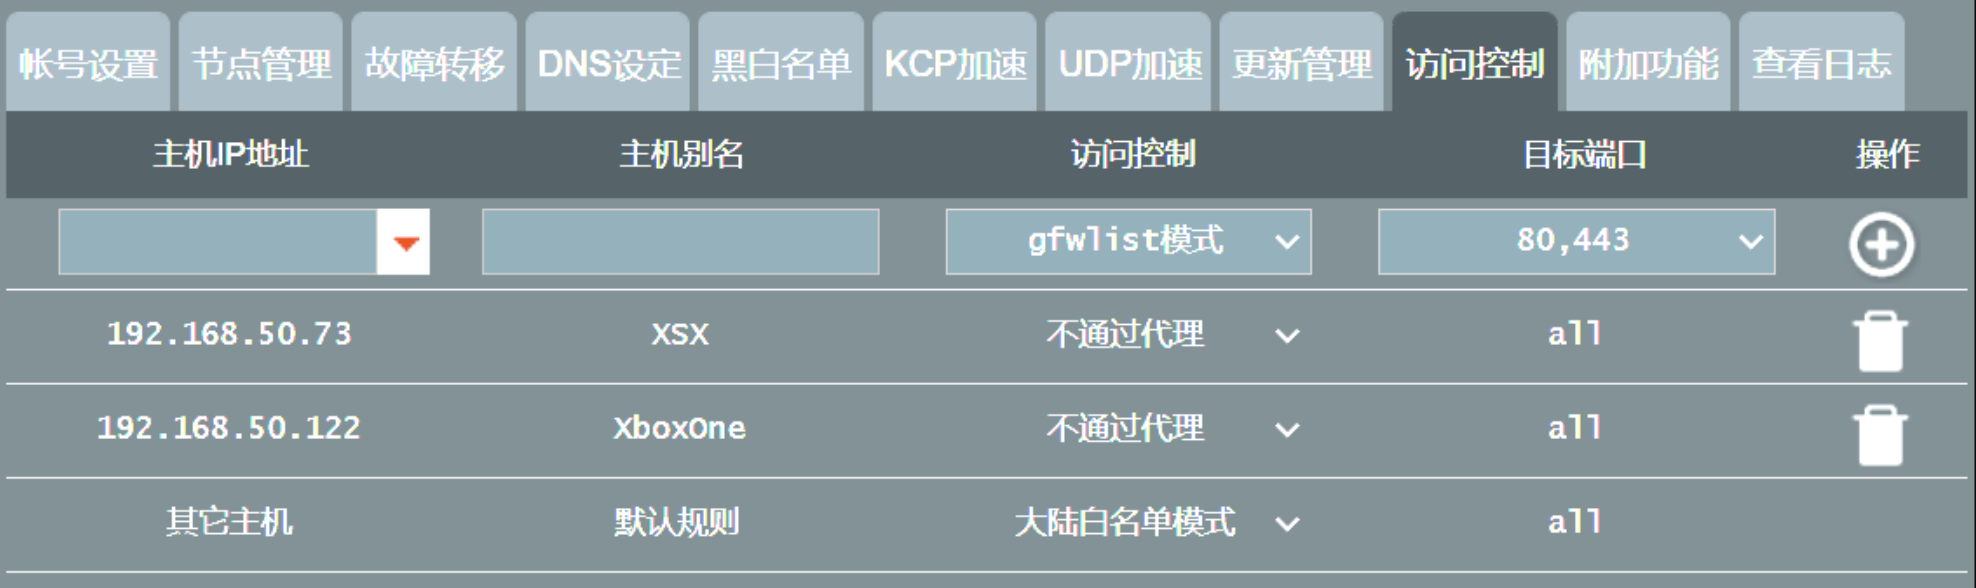 帐号设置 节点管理 故障转移 DNS设定 黑白名单 KCP加速 UDP加速 更新管理 访问控制 附加功能 查看日志
主机IP地址 主机别名 访问控制 目标端口 操作
gfwlist模式 80,443
192.168.50.73 XSX 不通过代理 all
192.168.50.122 XboxOne 不通过代理 all
其它主机 默认规则 大陆白名单模式 all